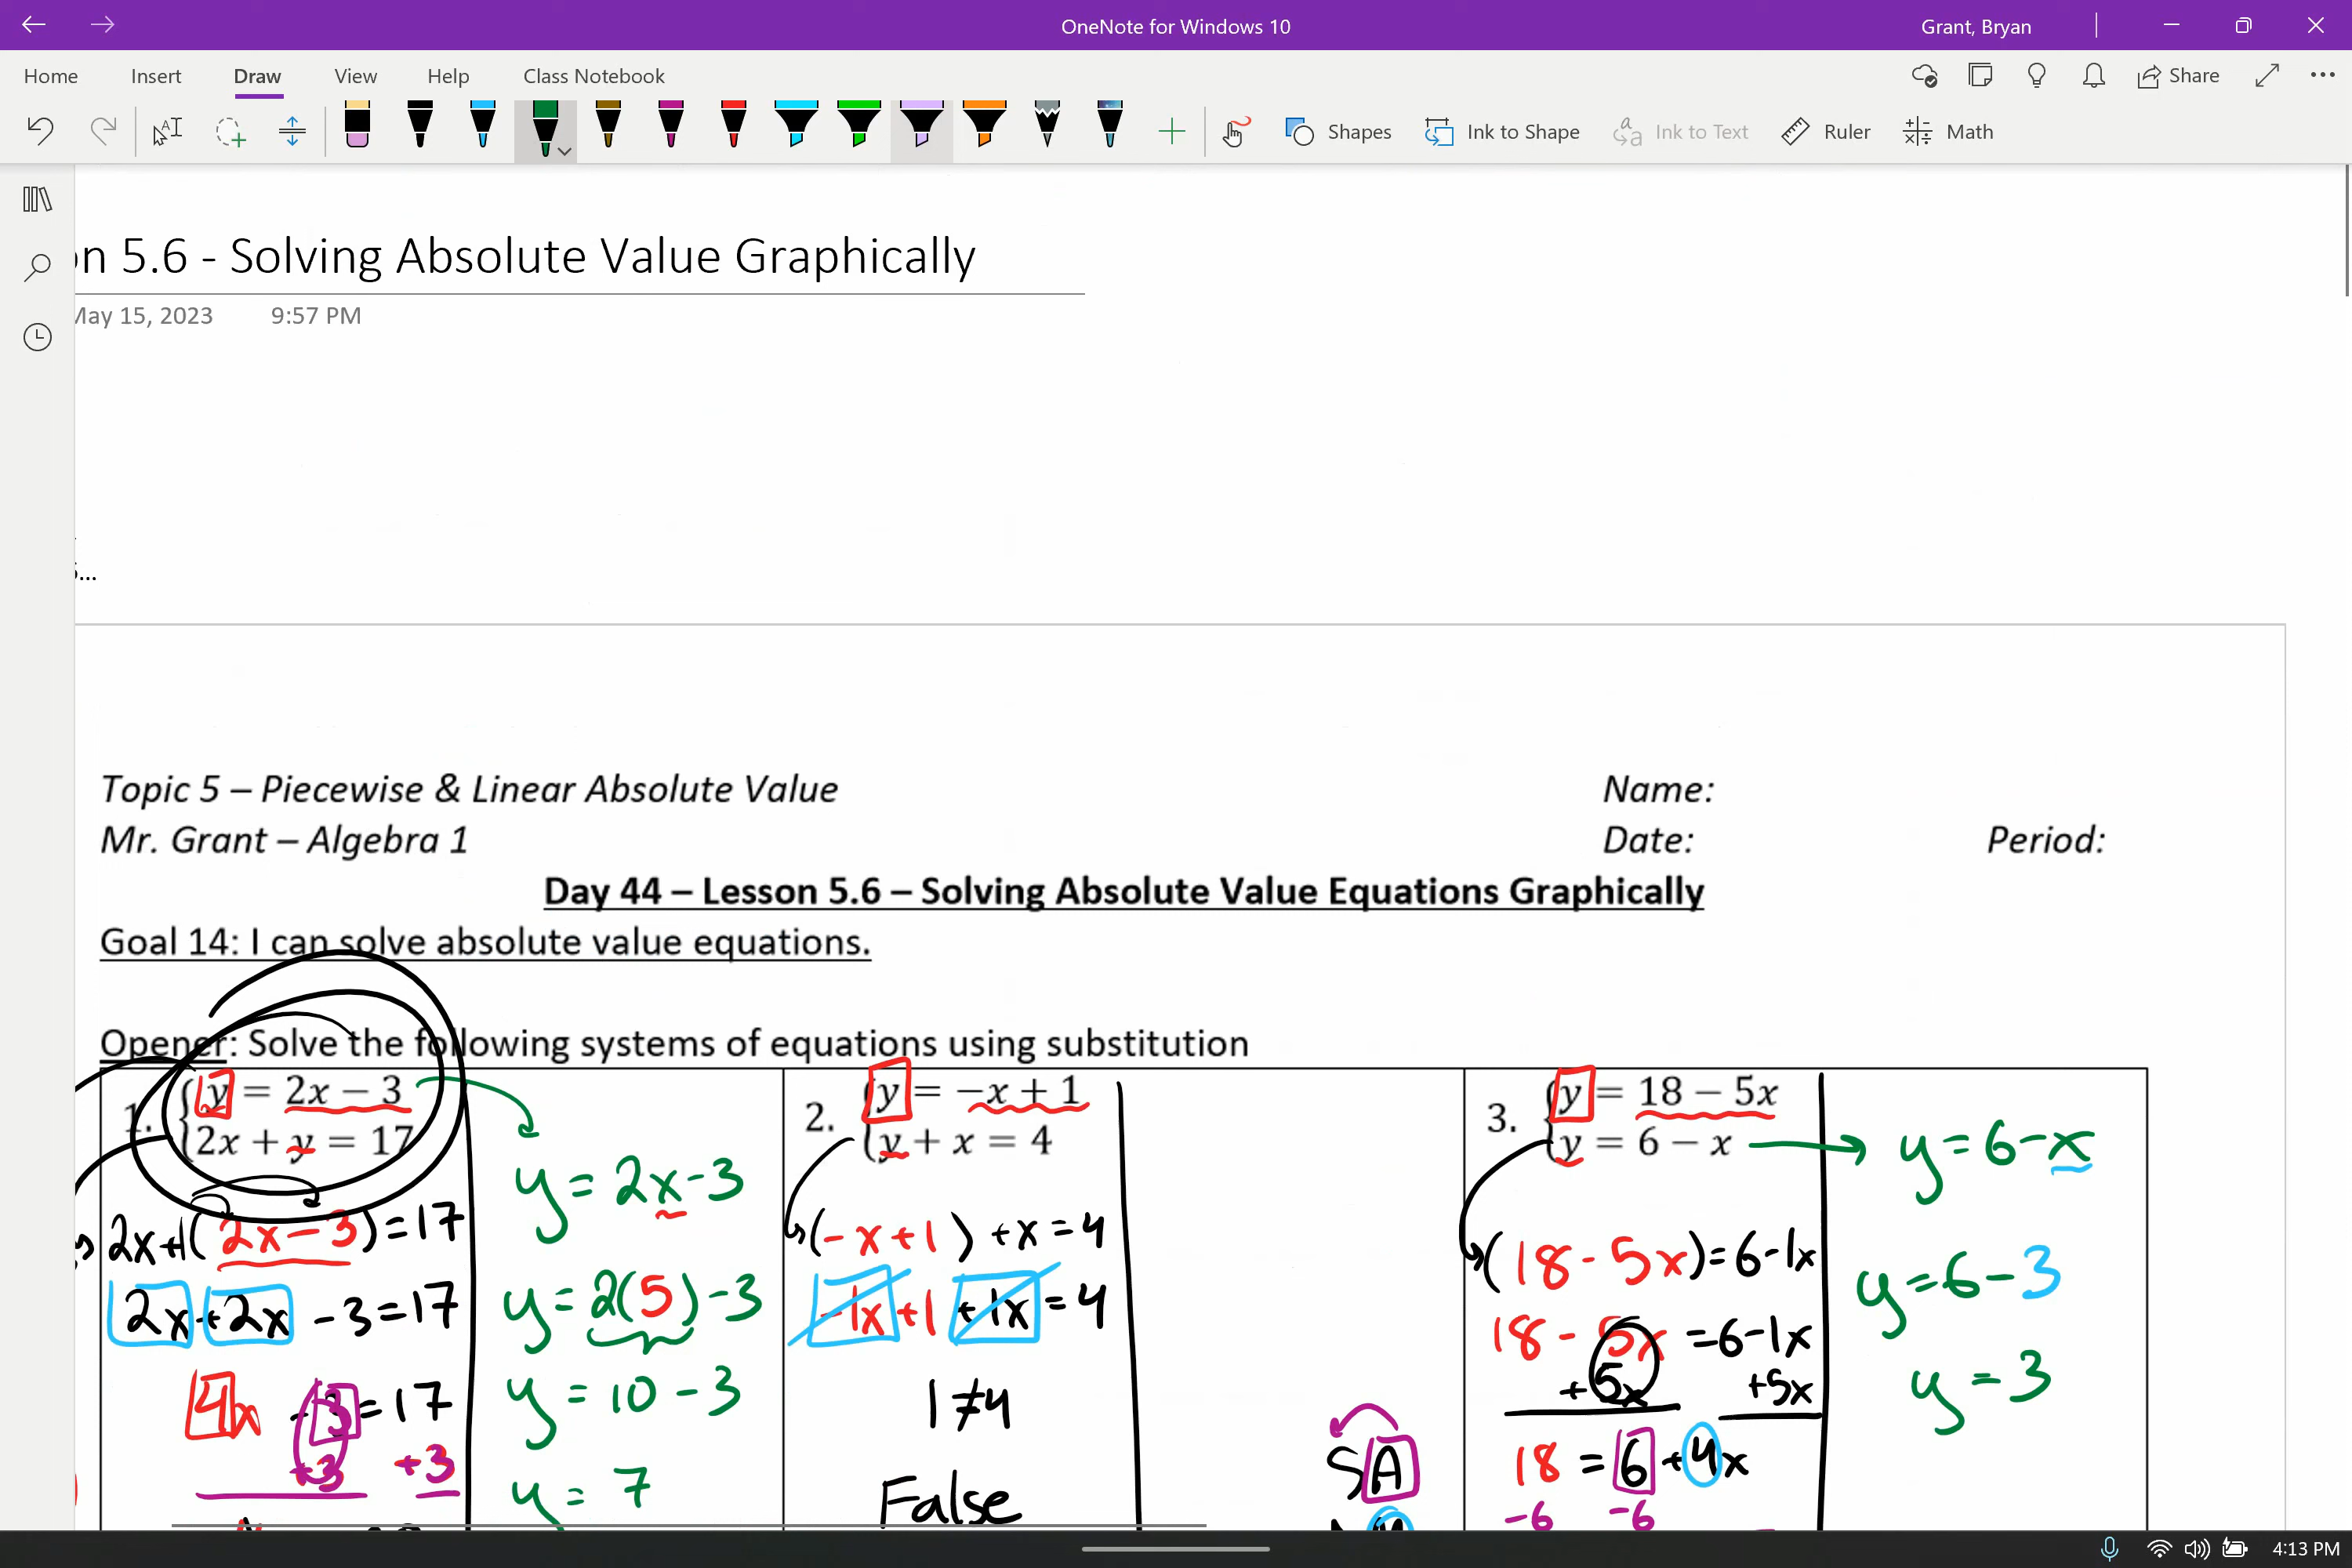 OneNote for Windows 10
Grant, Bryan
Home Insert Draw View Help Class Notebook
Share
Shapes Ink to Shape Ink to Text Ruler Math
on 5.6 - Solving Absolute Value Graphically
May 15, 2023 9:57 PM
s...
Topic 5 – Piecewise & Linear Absolute Value
Name:
Mr. Grant – Algebra 1
Date:
Period:
Day 44 – Lesson 5.6 – Solving Absolute Value Equations Graphically
Goal 14: I can solve absolute value equations.
Opener: Solve the following systems of equations using substitution
1. { y = 2x − 3
2x + y = 17
2x+1(2x-3)=17
2x+2x-3=17
4x -3=17
+3 +3
y=2x-3
y=2(5)-3
y=10-3
y=7
2. { y = −x + 1
y + x = 4
(-x+1)+x=4
-1x+1+1x=4
1≠4
False
SA
3. { y = 18 − 5x
y = 6 − x
(18-5x)=6-1x
18-5x=6-1x
+5x +5x
18=6+4x
-6 -6
y=6-x
y=6-3
y=3
4:13 PM